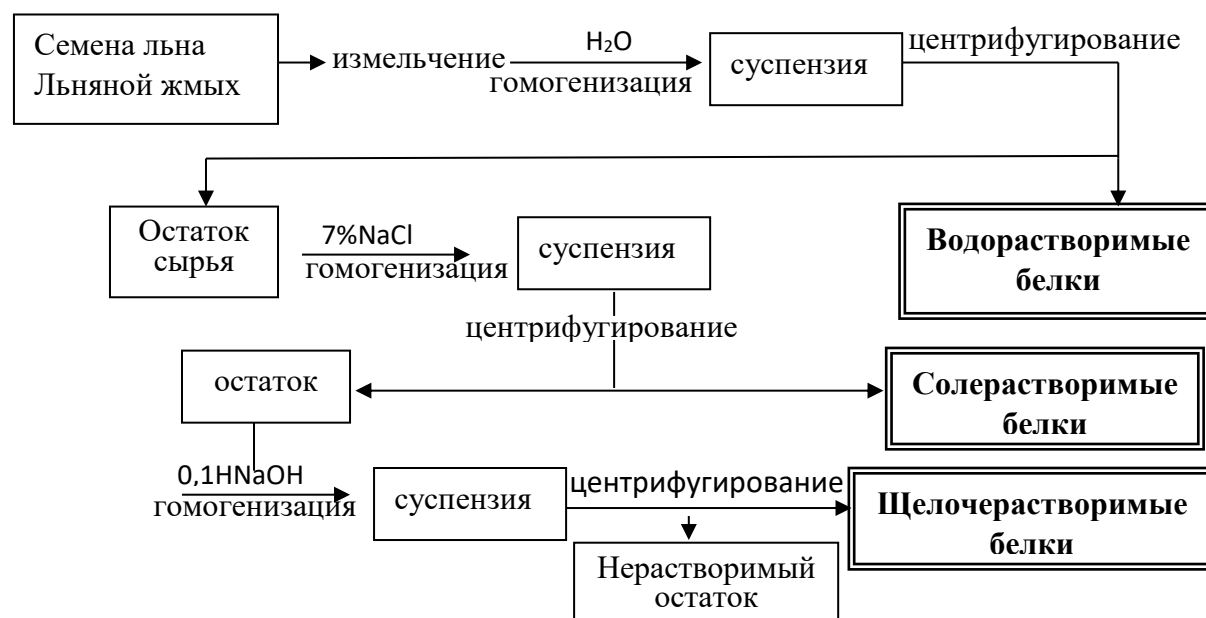 Семена льна
Льняной жмых
измельчение
H₂O
гомогенизация
суспензия
центрифугирование
Остаток
сырья
7%NaCl
гомогенизация
суспензия
Водорастворимые
белки
центрифугирование
остаток
Солерастворимые
белки
0,1НNaOH
гомогенизация
суспензия
центрифугирование
Щелочерастворимые
белки
Нерастворимый
остаток